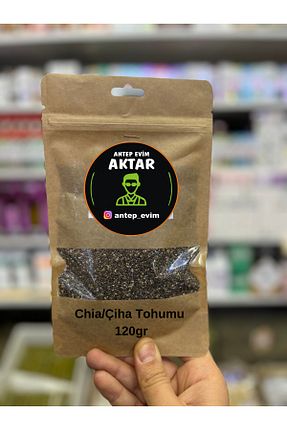 ANTEP EVİM
AKTAR
antep_evim
Chia/Çiha Tohumu
120gr